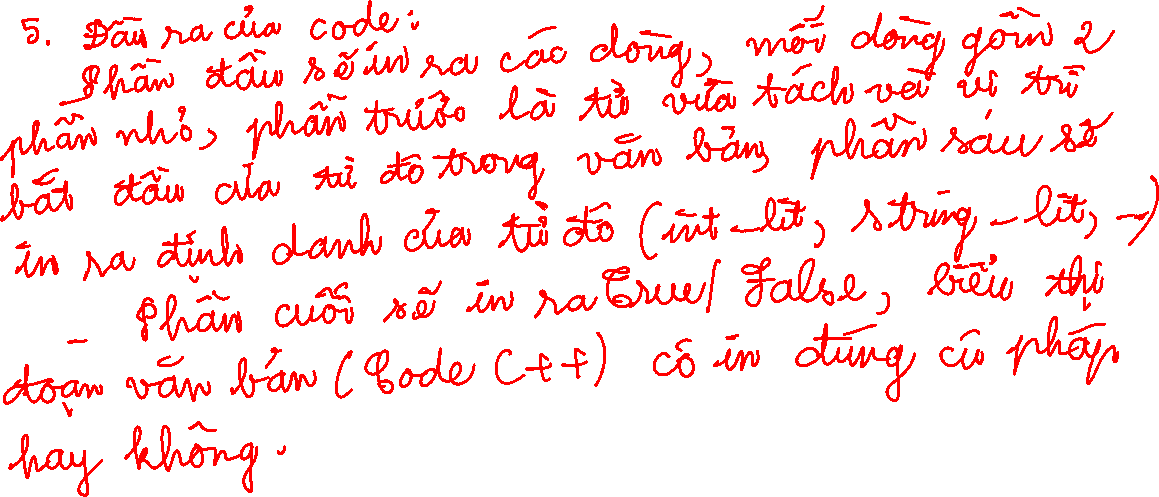 5. Đầu ra của code:
- Phần đầu sẽ in ra các dòng, mỗi dòng gồm 2
phần nhỏ, phần trước là từ vừa tách với vị trí
bắt đầu của từ đó trong văn bản, phần sáu sẽ
in ra định danh của từ đó (int_lit, string_lit, ...)
- Phần cuối sẽ in ra True/ False, biểu thị
đoạn văn bản (Code C++) có in đúng cú pháp
hay không.